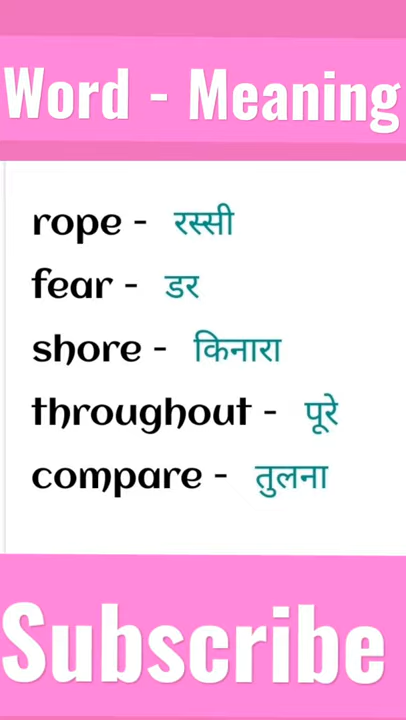 Word - Meaning
rope - रस्सी
fear - डर
shore - किनारा
throughout - पूरे
compare - तुलना
Subscribe